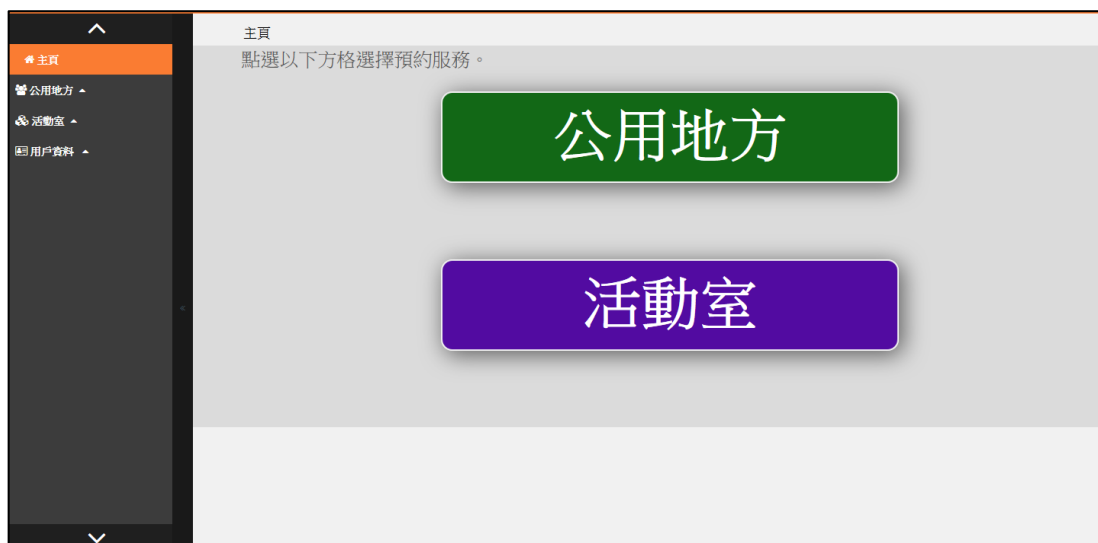 主頁
公用地方
活動室
用戶資料
主頁
點選以下方格選擇預約服務。
公用地方
活動室